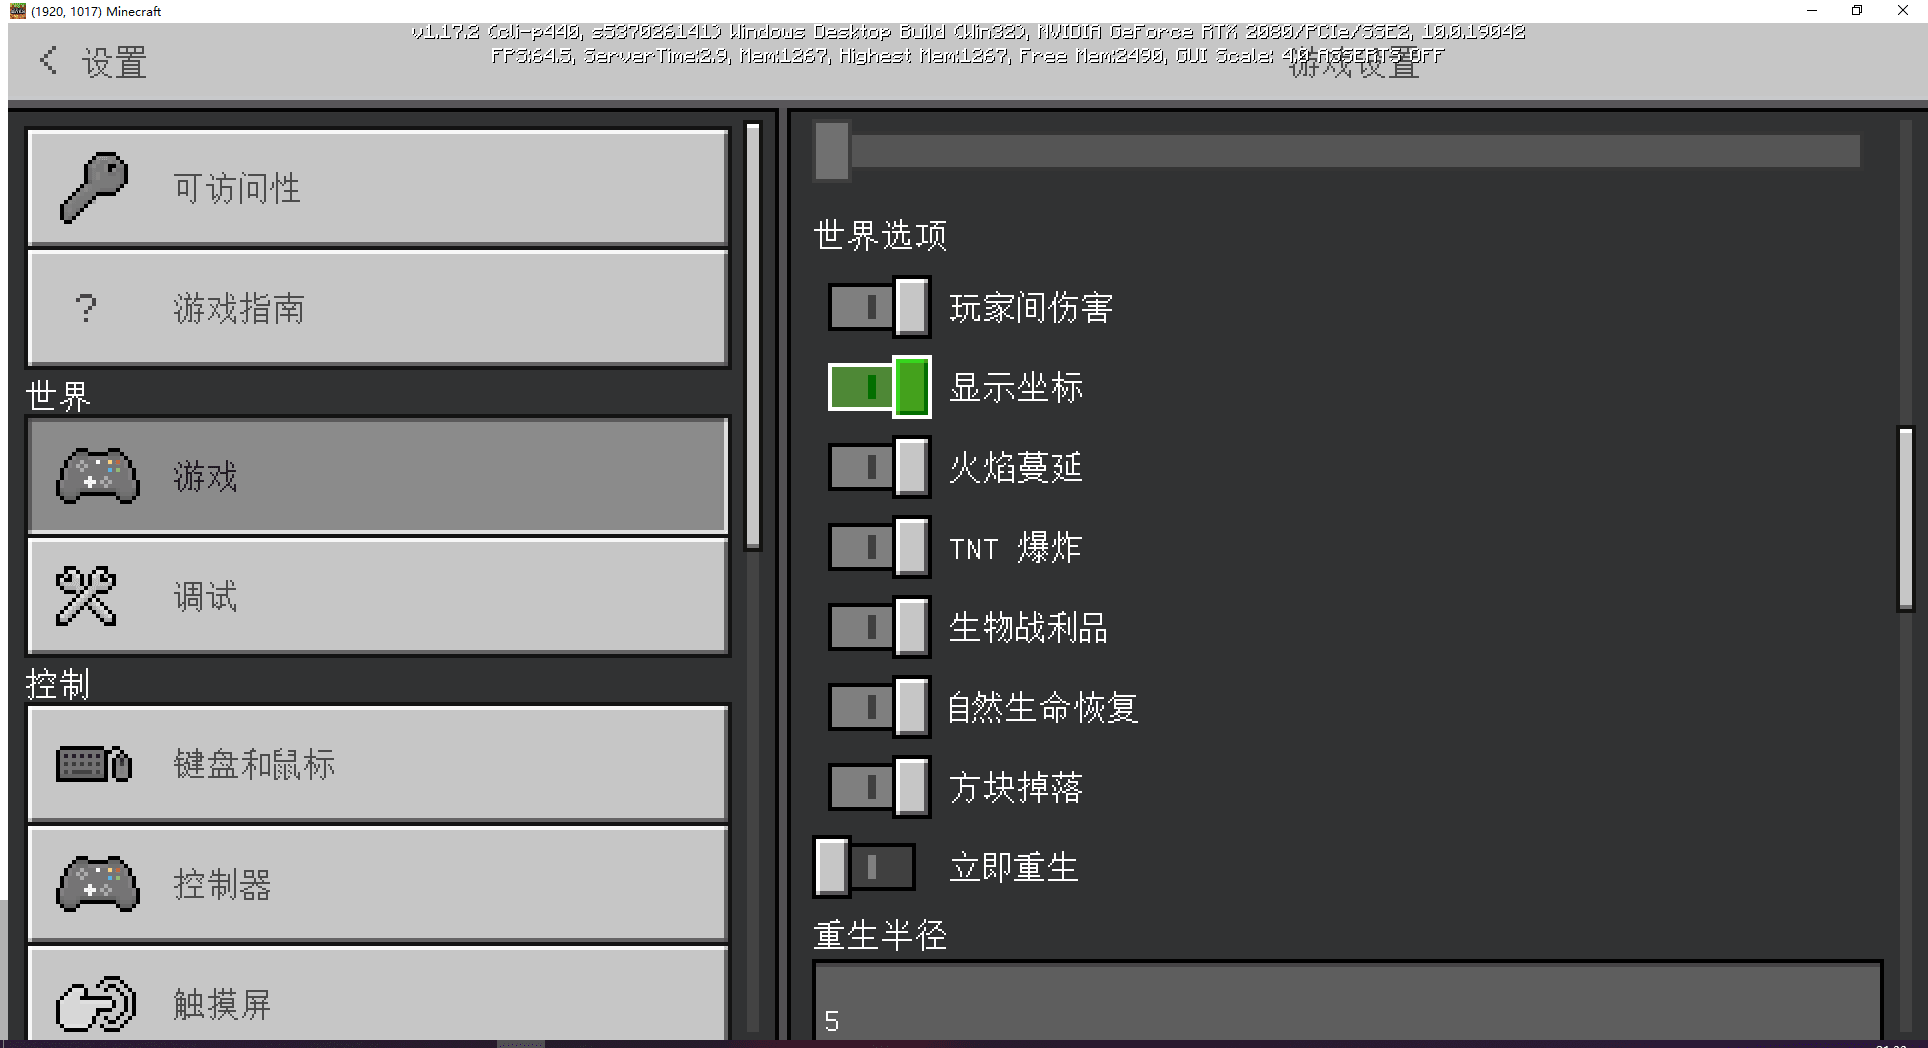 (1920, 1017) Minecraft
v1.17.2 (cli-p440, s537026141) Windows Desktop Build (Win32), NVIDIA GeForce RTX 2080/PCIe/SSE2, 10.0.19042
FPS:64.5, ServerTime:2.9, Mem:1267, Highest Mem:1267, Free Mem:2490, GUI Scale: 4.0 ASSERTS OFF
设置
游戏设置
可访问性
游戏指南
世界
游戏
调试
控制
键盘和鼠标
控制器
触摸屏
世界选项
玩家间伤害
显示坐标
火焰蔓延
TNT 爆炸
生物战利品
自然生命恢复
方块掉落
立即重生
重生半径
5